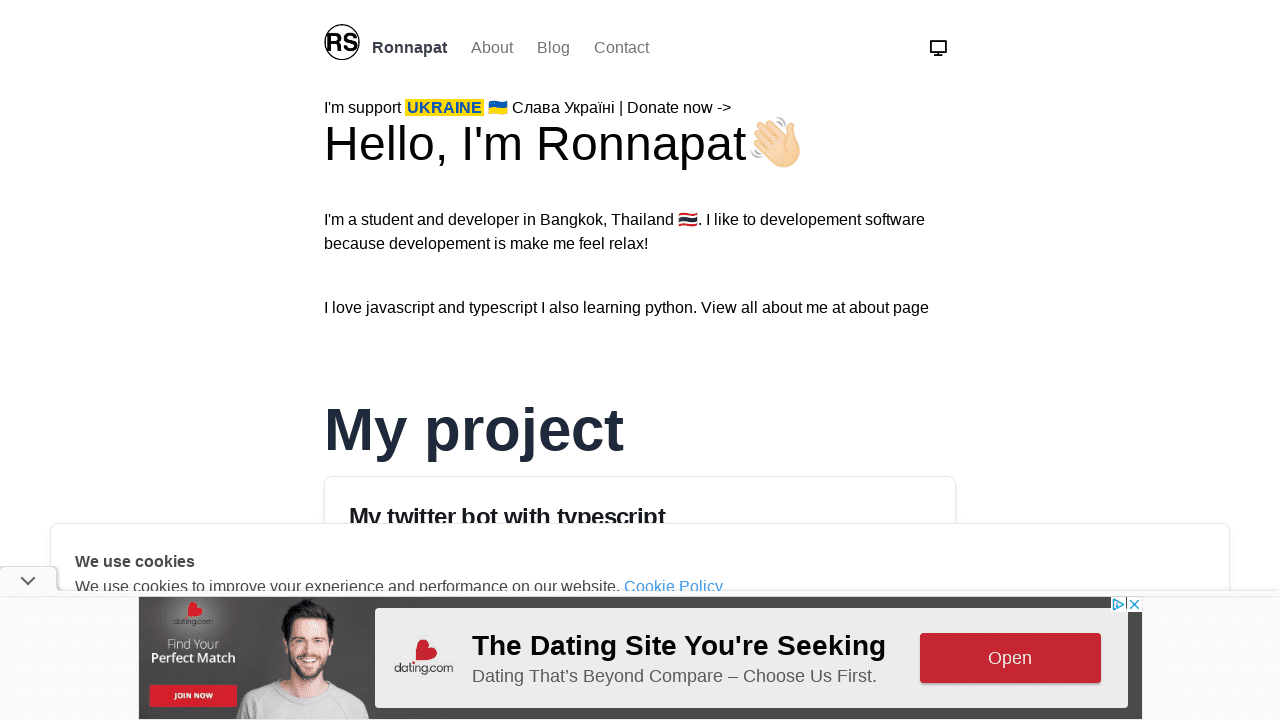 RS
Ronnapat About Blog Contact
I'm support UKRAINE 🇺🇦 Слава Україні | Donate now ->
Hello, I'm Ronnapat👋🏻
I'm a student and developer in Bangkok, Thailand 🇹🇭. I like to developement software
because developement is make me feel relax!
I love javascript and typescript I also learning python. View all about me at about page
My project
My twitter bot with typescript
We use cookies
We use cookies to improve your experience and performance on our website. Cookie Policy
dating.com
Find Your
Perfect Match
JOIN NOW
dating.com
The Dating Site You're Seeking
Dating That's Beyond Compare – Choose Us First.
Open